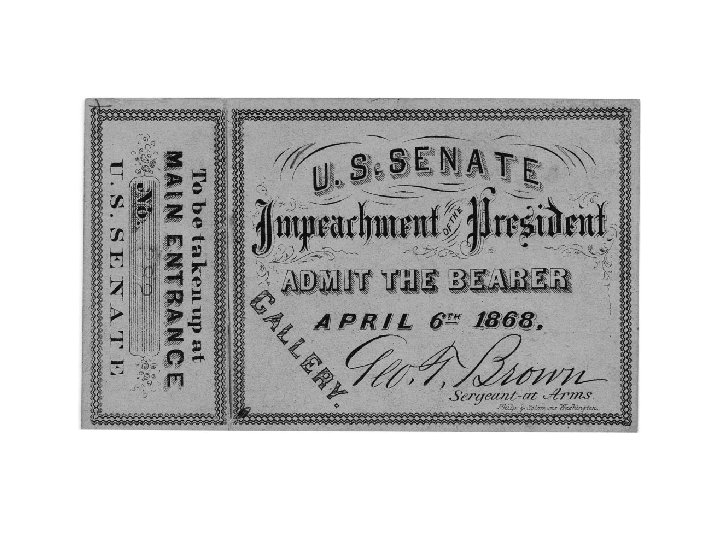 To be taken up at
MAIN ENTRANCE
No.
U.S. SENATE
U.S. SENATE
Impeachment OF THE President
ADMIT THE BEARER
GALLERY.
APRIL 6TH 1868.
Geo. T. Brown
Sergeant-at Arms.